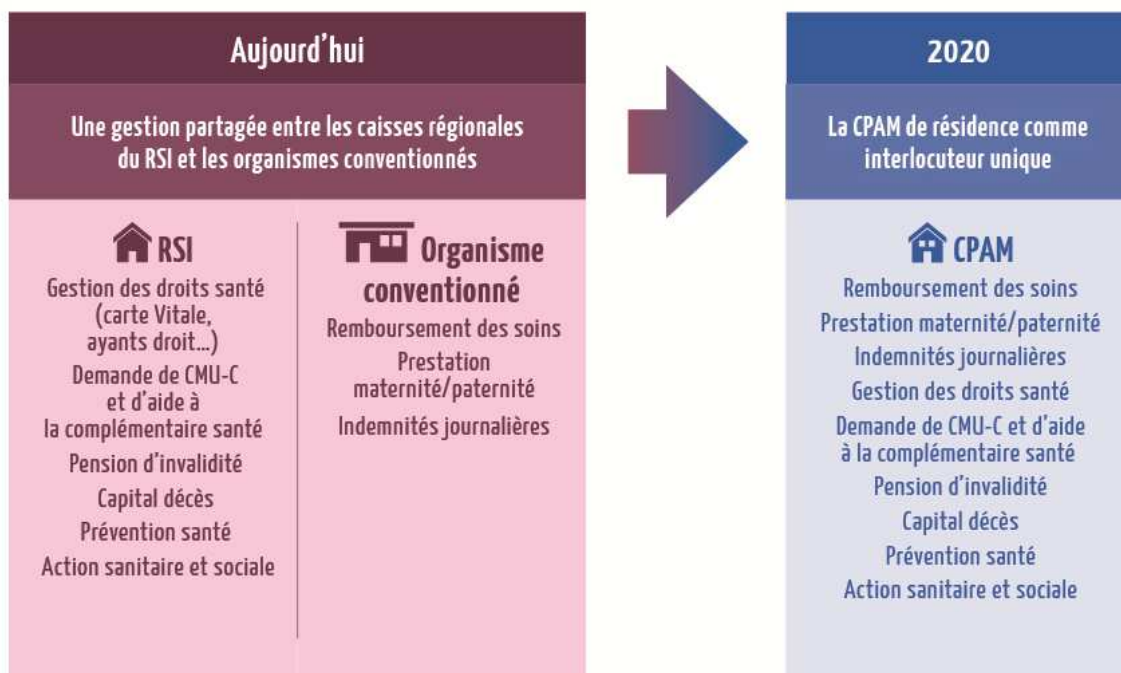 Aujourd'hui
Une gestion partagée entre les caisses régionales
du RSI et les organismes conventionnés
RSI
Gestion des droits santé
(carte Vitale,
ayants droit...)
Demande de CMU-C
et d'aide à
la complémentaire santé
Pension d'invalidité
Capital décès
Prévention santé
Action sanitaire et sociale
Organisme
conventionné
Remboursement des soins
Prestation
maternité/paternité
Indemnités journalières
2020
La CPAM de résidence comme
interlocuteur unique
CPAM
Remboursement des soins
Prestation maternité/paternité
Indemnités journalières
Gestion des droits santé
Demande de CMU-C et d'aide
à la complémentaire santé
Pension d'invalidité
Capital décès
Prévention santé
Action sanitaire et sociale